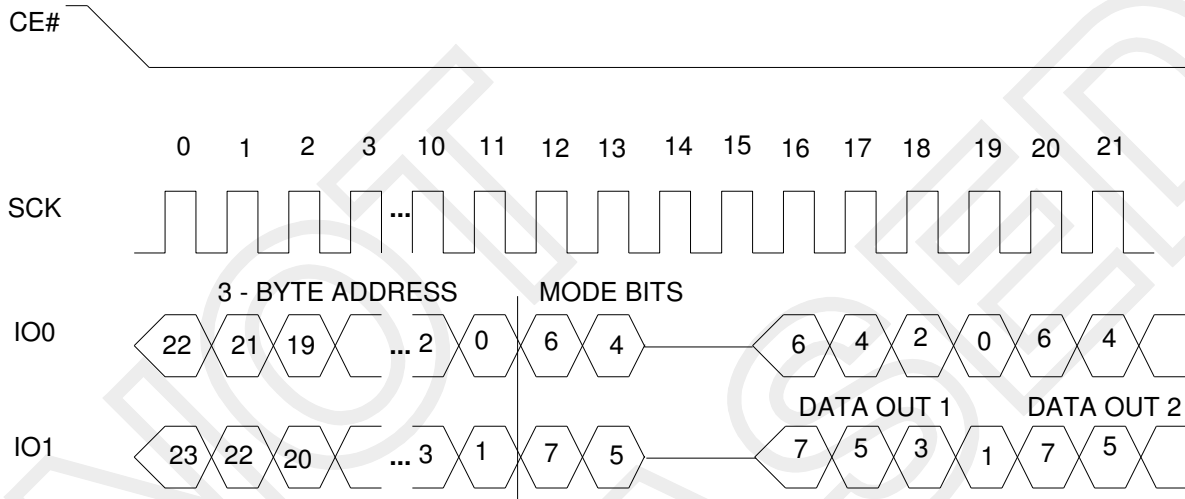 CE#
0 1 2 3 10 11 12 13 14 15 16 17 18 19 20 21
SCK ...
3 - BYTE ADDRESS MODE BITS
IO0 22 21 19 ... 2 0 6 4 6 4 2 0 6 4
DATA OUT 1 DATA OUT 2
IO1 23 22 20 ... 3 1 7 5 7 5 3 1 7 5